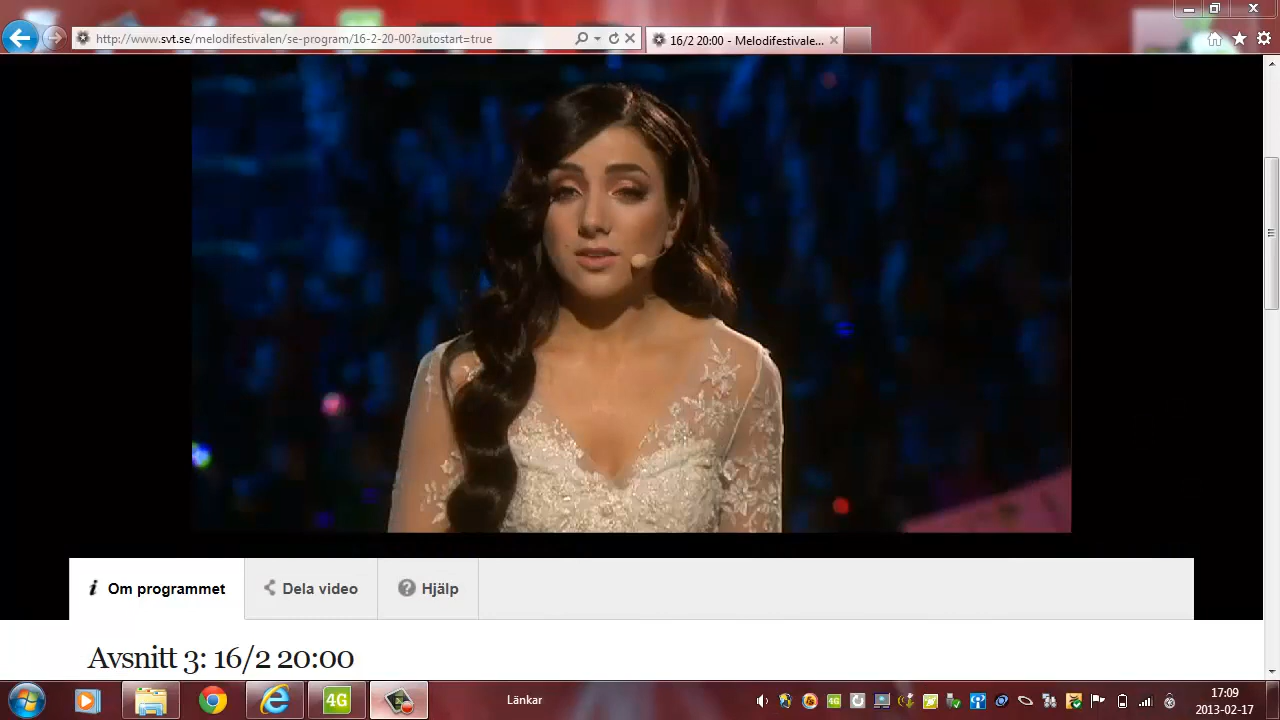 http://www.svt.se/melodifestivalen/se-program/16-2-20-00?autostart=true
16/2 20:00 - Melodifestivale...
Om programmet
Dela video
Hjälp
Avsnitt 3: 16/2 20:00
4G
Länkar
4G
17:09
2013-02-17